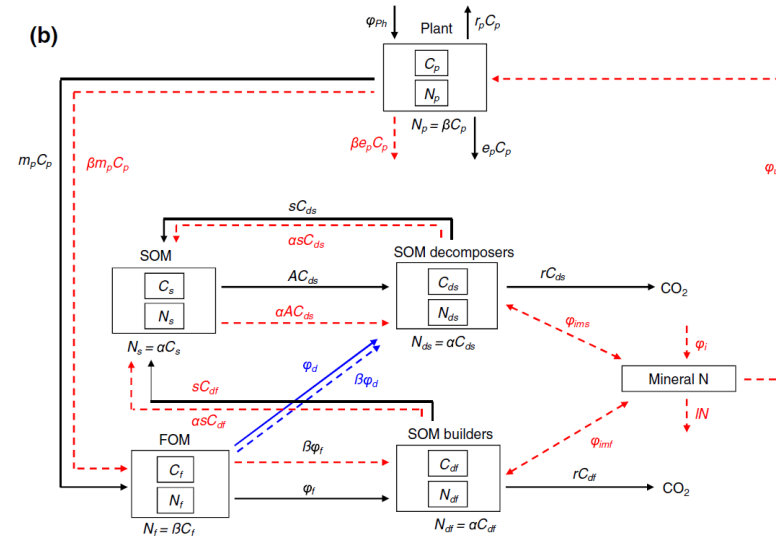 (b)
φPh
rpCp
Plant
Cp
Np
Np = βCp
mpCp
βmpCp
βepCp
epCp
sCds
αsCds
SOM
SOM decomposers
Cs
Ns
ACds
αACds
Cds
Nds
rCds
CO2
Ns = αCs
Nds = αCds
φims
φi
φd
βφd
Mineral N
sCdf
αsCdf
lN
FOM
SOM builders
φimf
Cf
Nf
βφf
φf
Cdf
Ndf
rCdf
CO2
Nf = βCf
Ndf = αCdf